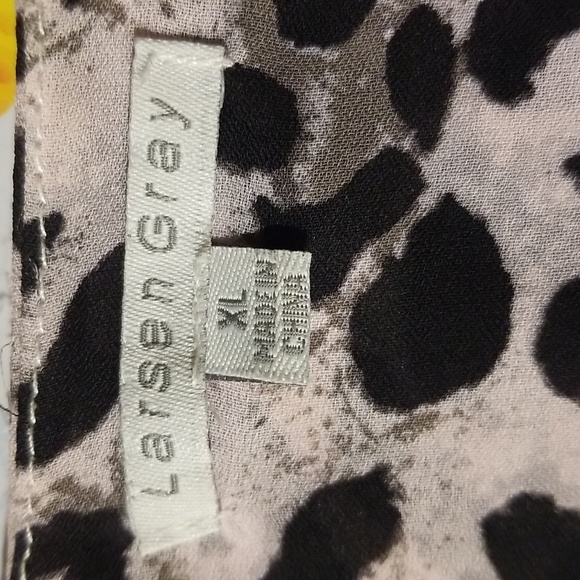 Larsen Gray
XL
MADE IN
CHINA